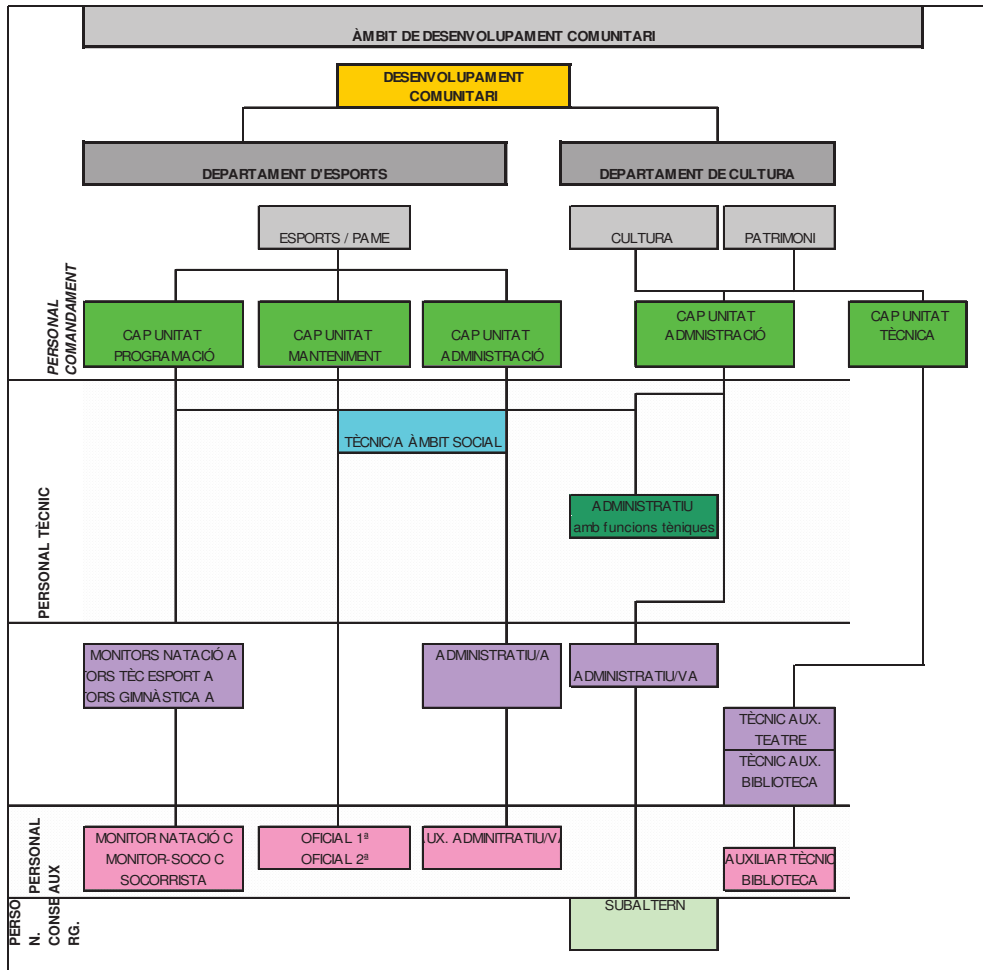 ÀMBIT DE DESENVOLUPAMENT COMUNITARI
DESENVOLUPAMENT
COMUNITARI
DEPARTAMENT D'ESPORTS
DEPARTAMENT DE CULTURA
ESPORTS / PAME
CULTURA
PATRIMONI
PERSONAL
COMANDAMENT
CAP UNITAT
PROGRAMACIÓ
CAP UNITAT
MANTENIMENT
CAP UNITAT
ADMINISTRACIÓ
CAP UNITAT
ADMNISTRACIÓ
CAP UNITAT
TÈCNICA
PERSONAL TÈCNIC
TÈCNIC/A ÀMBIT SOCIAL
ADMINISTRATIU
amb funcions tèniques
MONITORS NATACIÓ A
TORS TÈC ESPORT A
TORS GIMNÀSTICA A
ADMINISTRATIU/A
ADMINISTRATIU/VA
TÈCNIC AUX.
TEATRE
TÈCNIC AUX.
BIBLIOTECA
PERSONAL
AUX
MONITOR NATACIÓ C
MONITOR-SOCO C
SOCORRISTA
OFICIAL 1ª
OFICIAL 2ª
UX. ADMINITRATIU/VA
AUXILIAR TÈCNIC
BIBLIOTECA
PERSO
N.
CONSE
RG.
SUBALTERN